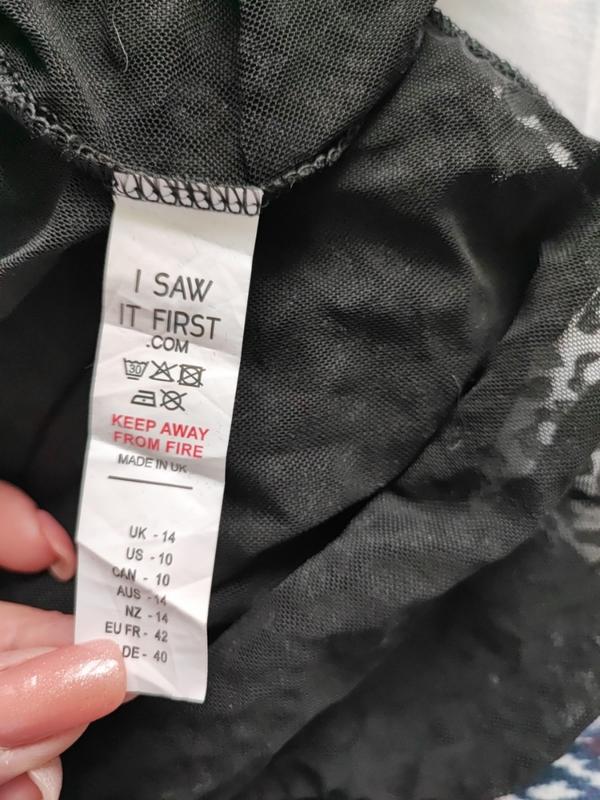 I SAW
IT FIRST
.COM
30
KEEP AWAY
FROM FIRE
MADE IN UK
UK - 14
US - 10
CAN - 10
AUS - 14
NZ - 14
EU FR - 42
DE - 40